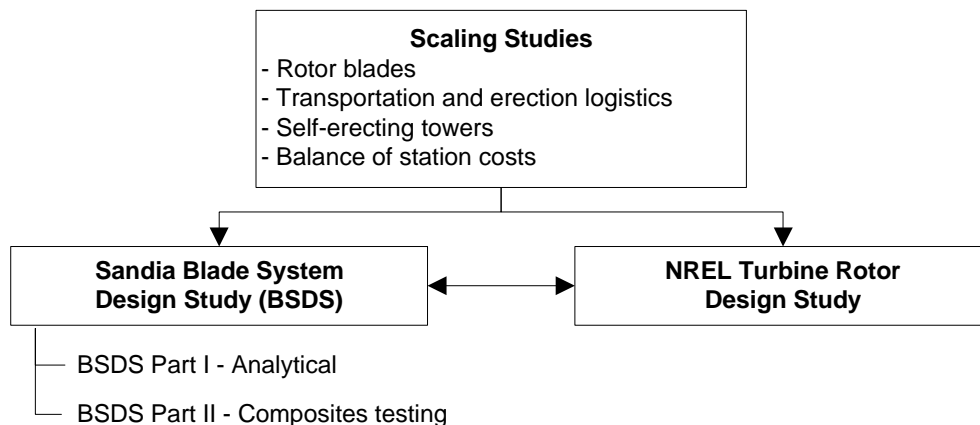 Scaling Studies
- Rotor blades
- Transportation and erection logistics
- Self-erecting towers
- Balance of station costs
Sandia Blade System
Design Study (BSDS)
NREL Turbine Rotor
Design Study
BSDS Part I - Analytical
BSDS Part II - Composites testing